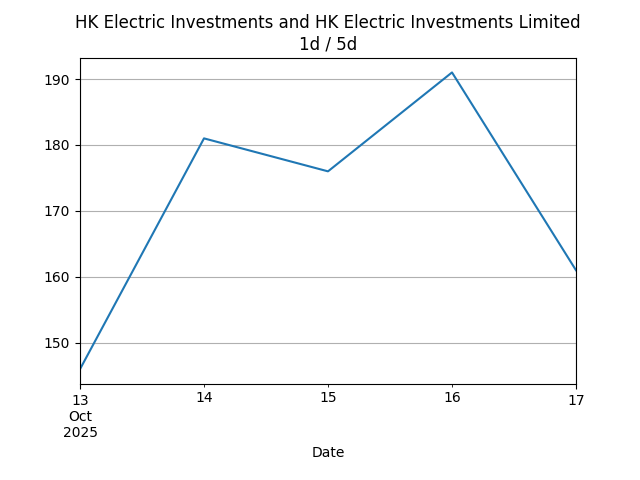 HK Electric Investments and HK Electric Investments Limited
1d / 5d
190
180
170
160
150
13
Oct
2025
14
15
16
17
Date